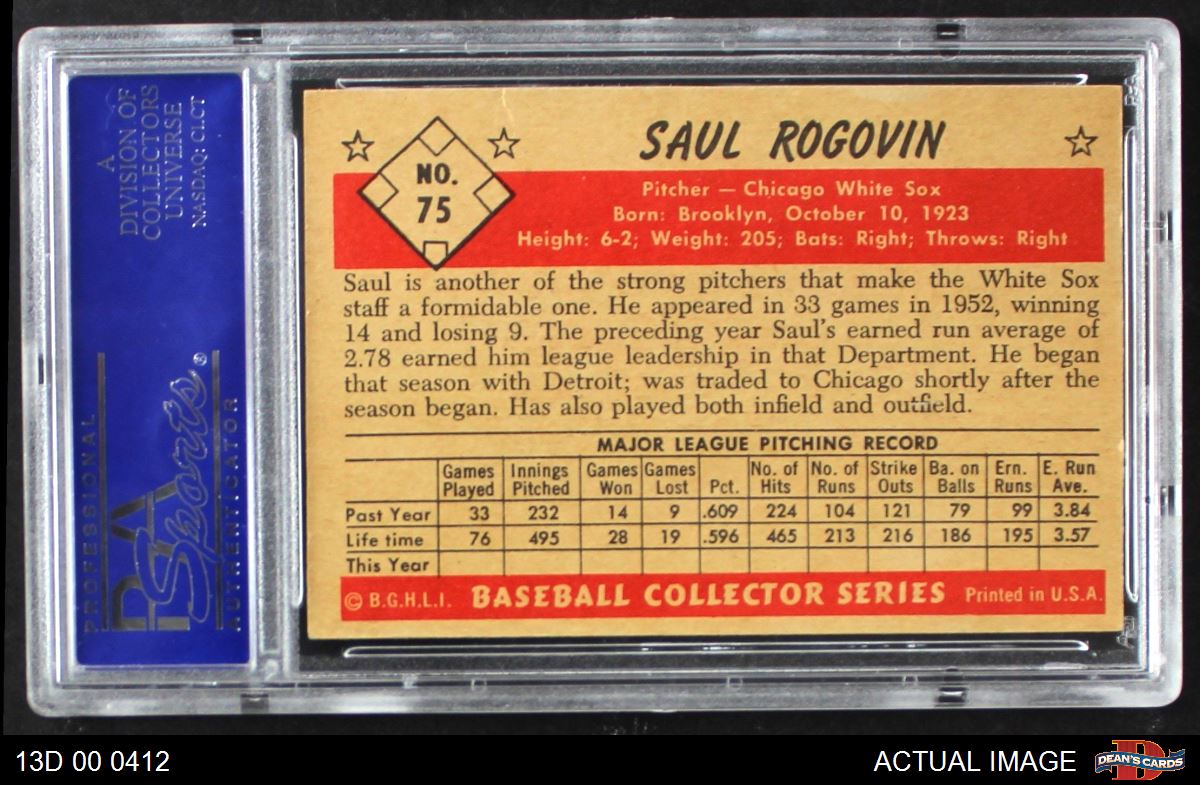 A
DIVISION OF
COLLECTORS
UNIVERSE
NASDAQ: CLCT
PROFESSIONAL
PSA
Sports®
AUTHENTICATOR
NO.
75
SAUL ROGOVIN
Pitcher — Chicago White Sox
Born: Brooklyn, October 10, 1923
Height: 6-2; Weight: 205; Bats: Right; Throws: Right
Saul is another of the strong pitchers that make the White Sox
staff a formidable one. He appeared in 33 games in 1952, winning
14 and losing 9. The preceding year Saul's earned run average of
2.78 earned him league leadership in that Department. He began
that season with Detroit; was traded to Chicago shortly after the
season began. Has also played both infield and outfield.
MAJOR LEAGUE PITCHING RECORD
Games Innings Games Games No. of No. of Strike Ba. on Ern. E. Run
Played Pitched Won Lost Pct. Hits Runs Outs Balls Runs Ave.
Past Year 33 232 14 9 .609 224 104 121 79 99 3.84
Life time 76 495 28 19 .596 465 213 216 186 195 3.57
This Year
© B.G.H.L.I. BASEBALL COLLECTOR SERIES Printed in U.S.A.
13D 00 0412
ACTUAL IMAGE
D
DEAN'S CARDS